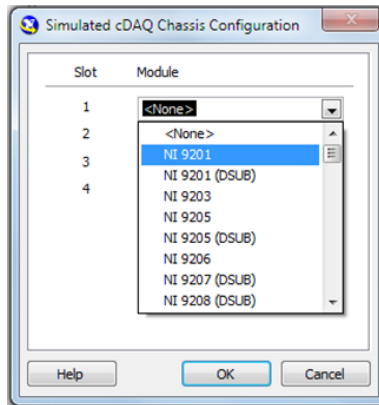 Simulated cDAQ Chassis Configuration
Slot Module
1 <None>
2 <None>
NI 9201
3 NI 9201 (DSUB)
4 NI 9203
NI 9205
NI 9205 (DSUB)
NI 9206
NI 9207 (DSUB)
NI 9208 (DSUB)
Help OK Cancel